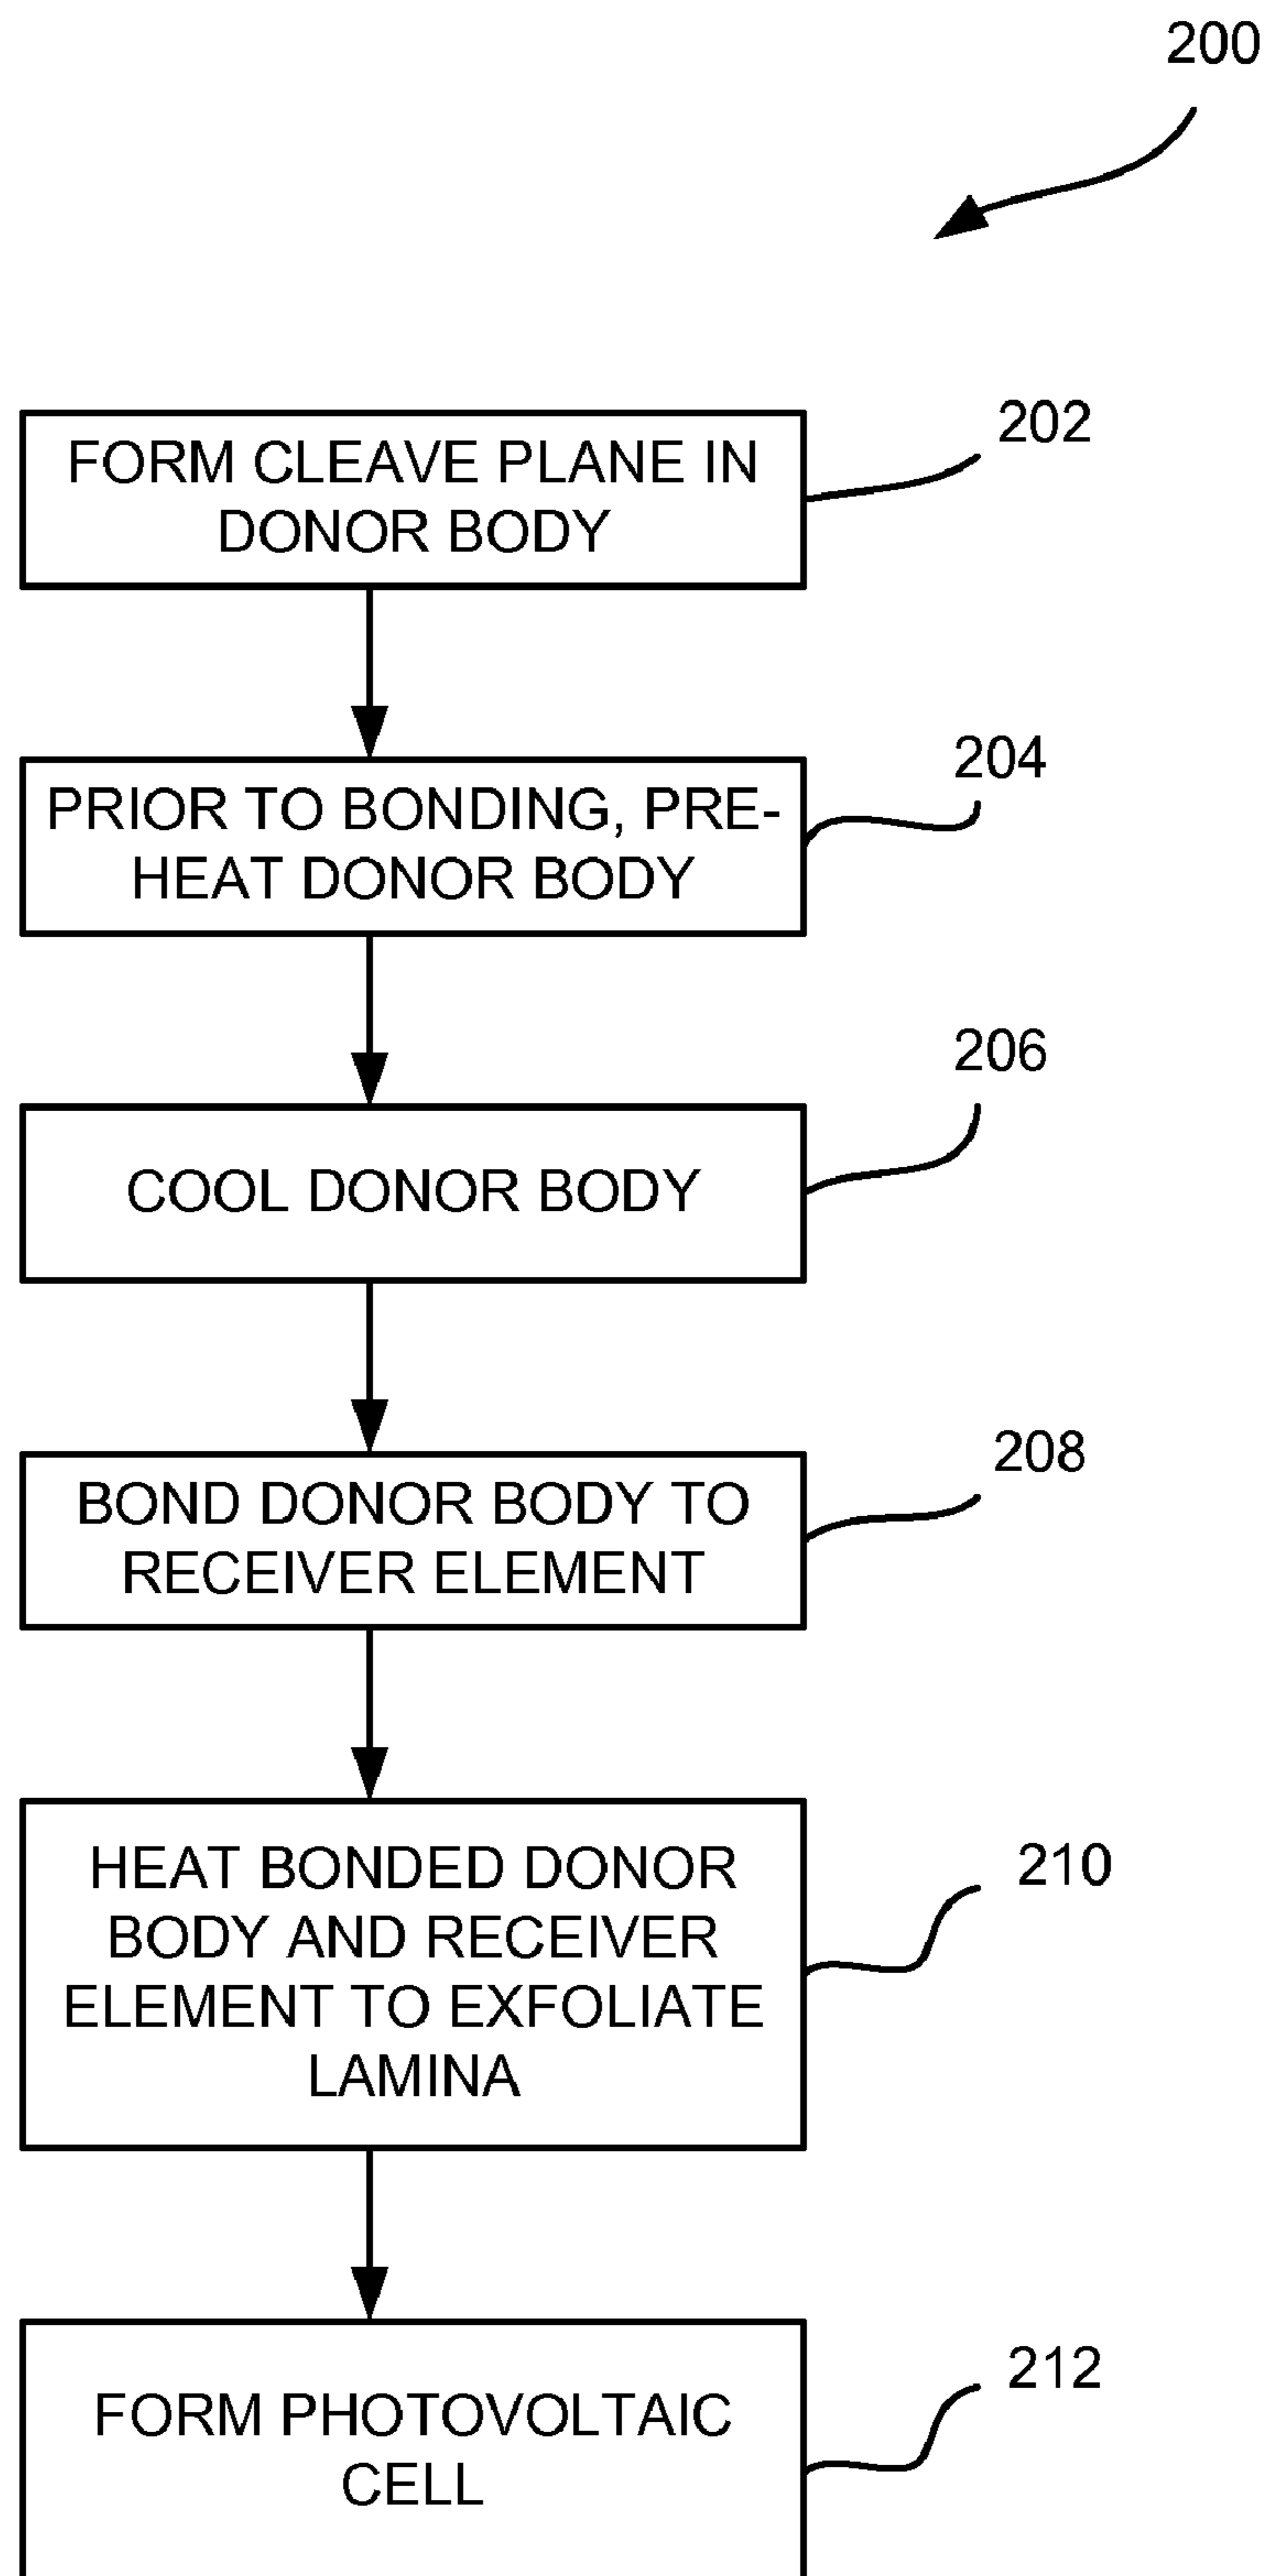 200
FORM CLEAVE PLANE IN
DONOR BODY
202
PRIOR TO BONDING, PRE-
HEAT DONOR BODY
204
COOL DONOR BODY
206
BOND DONOR BODY TO
RECEIVER ELEMENT
208
HEAT BONDED DONOR
BODY AND RECEIVER
ELEMENT TO EXFOLIATE
LAMINA
210
FORM PHOTOVOLTAIC
CELL
212